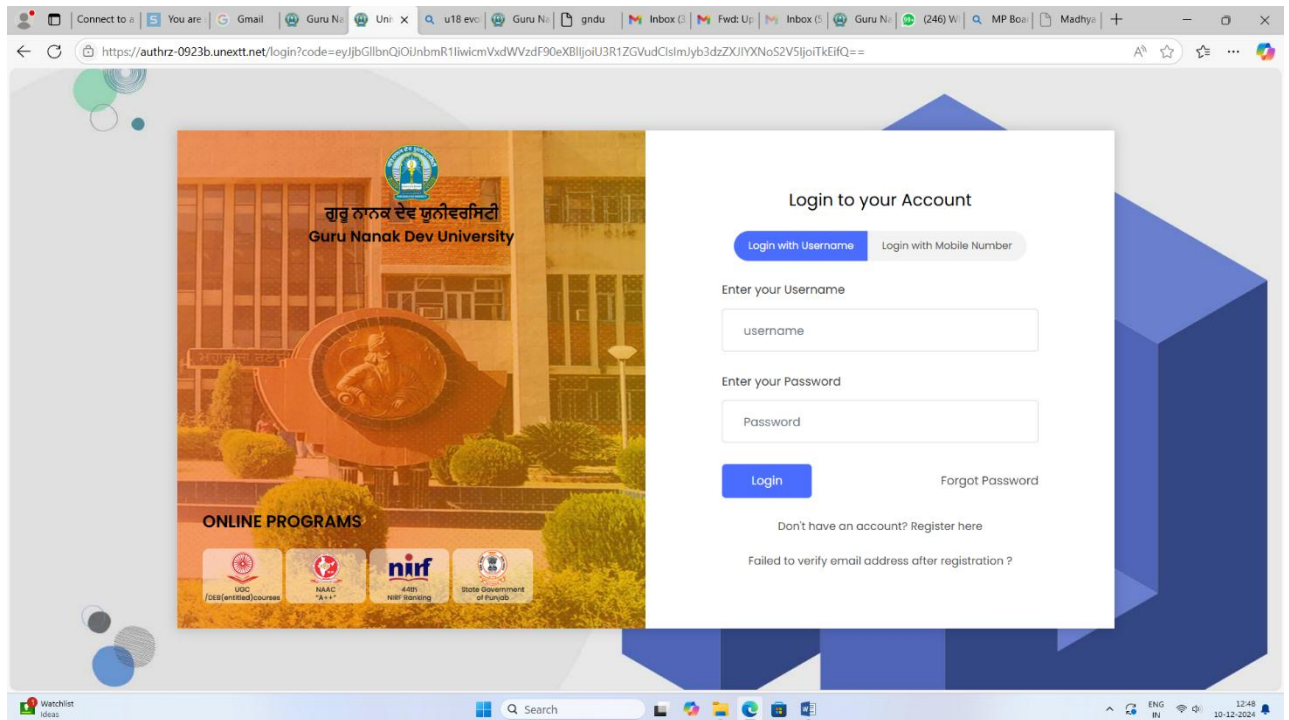 Connect to a
You are
Gmail
Guru Na
Uni
u18 evo
Guru Na
gndu
Inbox (3
Fwd: Up
Inbox (5
Guru Na
(246) W
MP Boar
Madhya
https://authrz-0923b.unextt.net/login?code=eyJjbGllbnQiOiJnbmR1IiwicmVxdWVzdF90eXBlIjoiU3R1ZGVudCIsImJyb3dzZXJIYXNoS2V5IjoiTkEifQ==
ਗੁਰੂ ਨਾਨਕ ਦੇਵ ਯੂਨੀਵਰਸਿਟੀ
Guru Nanak Dev University
ONLINE PROGRAMS
UGC
/DEB(entitled)courses
NAAC
"A++"
nirf
44th
NIRF Ranking
State Government
of Punjab
Login to your Account
Login with Username
Login with Mobile Number
Enter your Username
username
Enter your Password
Password
Login
Forgot Password
Don't have an account? Register here
Failed to verify email address after registration ?
Watchlist
Ideas
1
Search
ENG
IN
12:48
10-12-2024